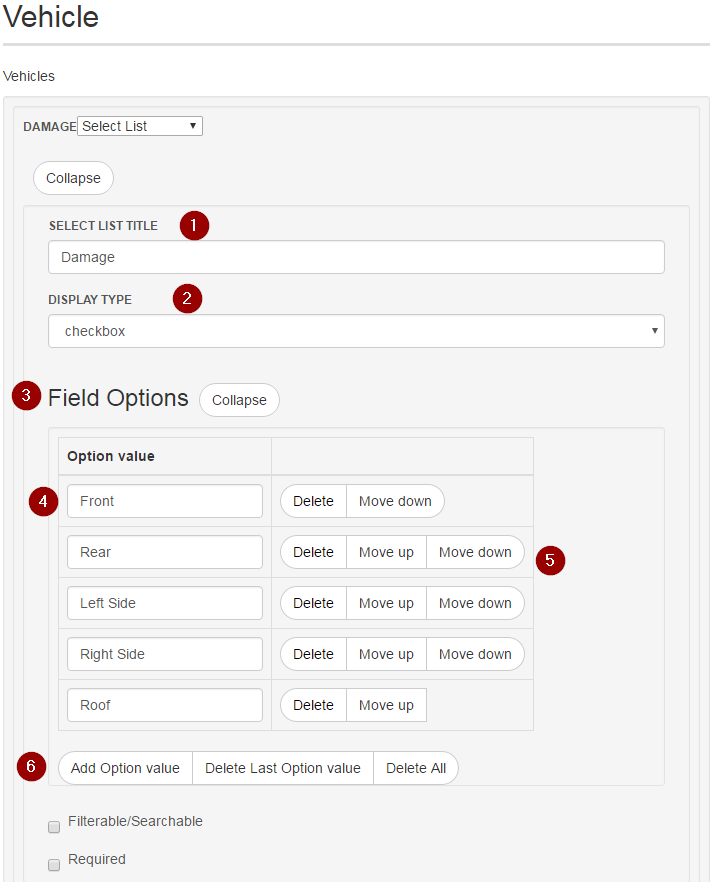 Vehicle
Vehicles
DAMAGE Select List
Collapse
SELECT LIST TITLE 1
Damage
DISPLAY TYPE 2
checkbox
3 Field Options Collapse
Option value
4 Front Delete Move down
Rear Delete Move up Move down 5
Left Side Delete Move up Move down
Right Side Delete Move up Move down
Roof Delete Move up
6 Add Option value Delete Last Option value Delete All
Filterable/Searchable
Required